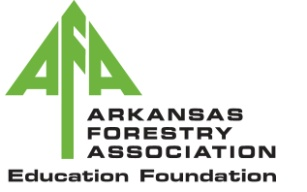 AFA
ARKANSAS
FORESTRY
ASSOCIATION
Education Foundation